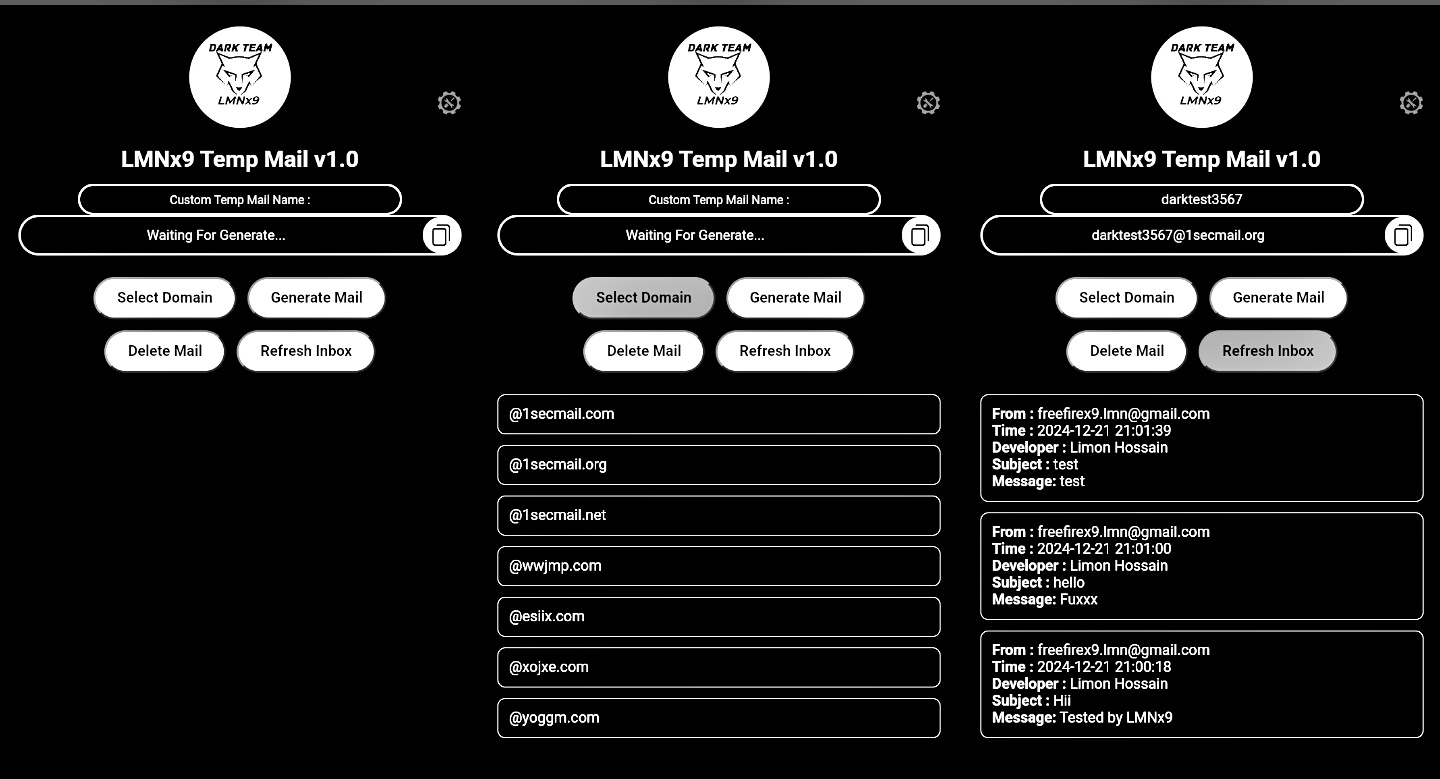 DARK TEAM
LMNx9
LMNx9 Temp Mail v1.0
Custom Temp Mail Name :
Waiting For Generate...
Select Domain
Generate Mail
Delete Mail
Refresh Inbox
DARK TEAM
LMNx9
LMNx9 Temp Mail v1.0
Custom Temp Mail Name :
Waiting For Generate...
Select Domain
Generate Mail
Delete Mail
Refresh Inbox
@1secmail.com
@1secmail.org
@1secmail.net
@wwjmp.com
@esiix.com
@xojxe.com
@yoggm.com
DARK TEAM
LMNx9
LMNx9 Temp Mail v1.0
darktest3567
darktest3567@1secmail.org
Select Domain
Generate Mail
Delete Mail
Refresh Inbox
From : freefirex9.lmn@gmail.com
Time : 2024-12-21 21:01:39
Developer : Limon Hossain
Subject : test
Message: test
From : freefirex9.lmn@gmail.com
Time : 2024-12-21 21:01:00
Developer : Limon Hossain
Subject : hello
Message: Fuxxx
From : freefirex9.lmn@gmail.com
Time : 2024-12-21 21:00:18
Developer : Limon Hossain
Subject : Hii
Message: Tested by LMNx9